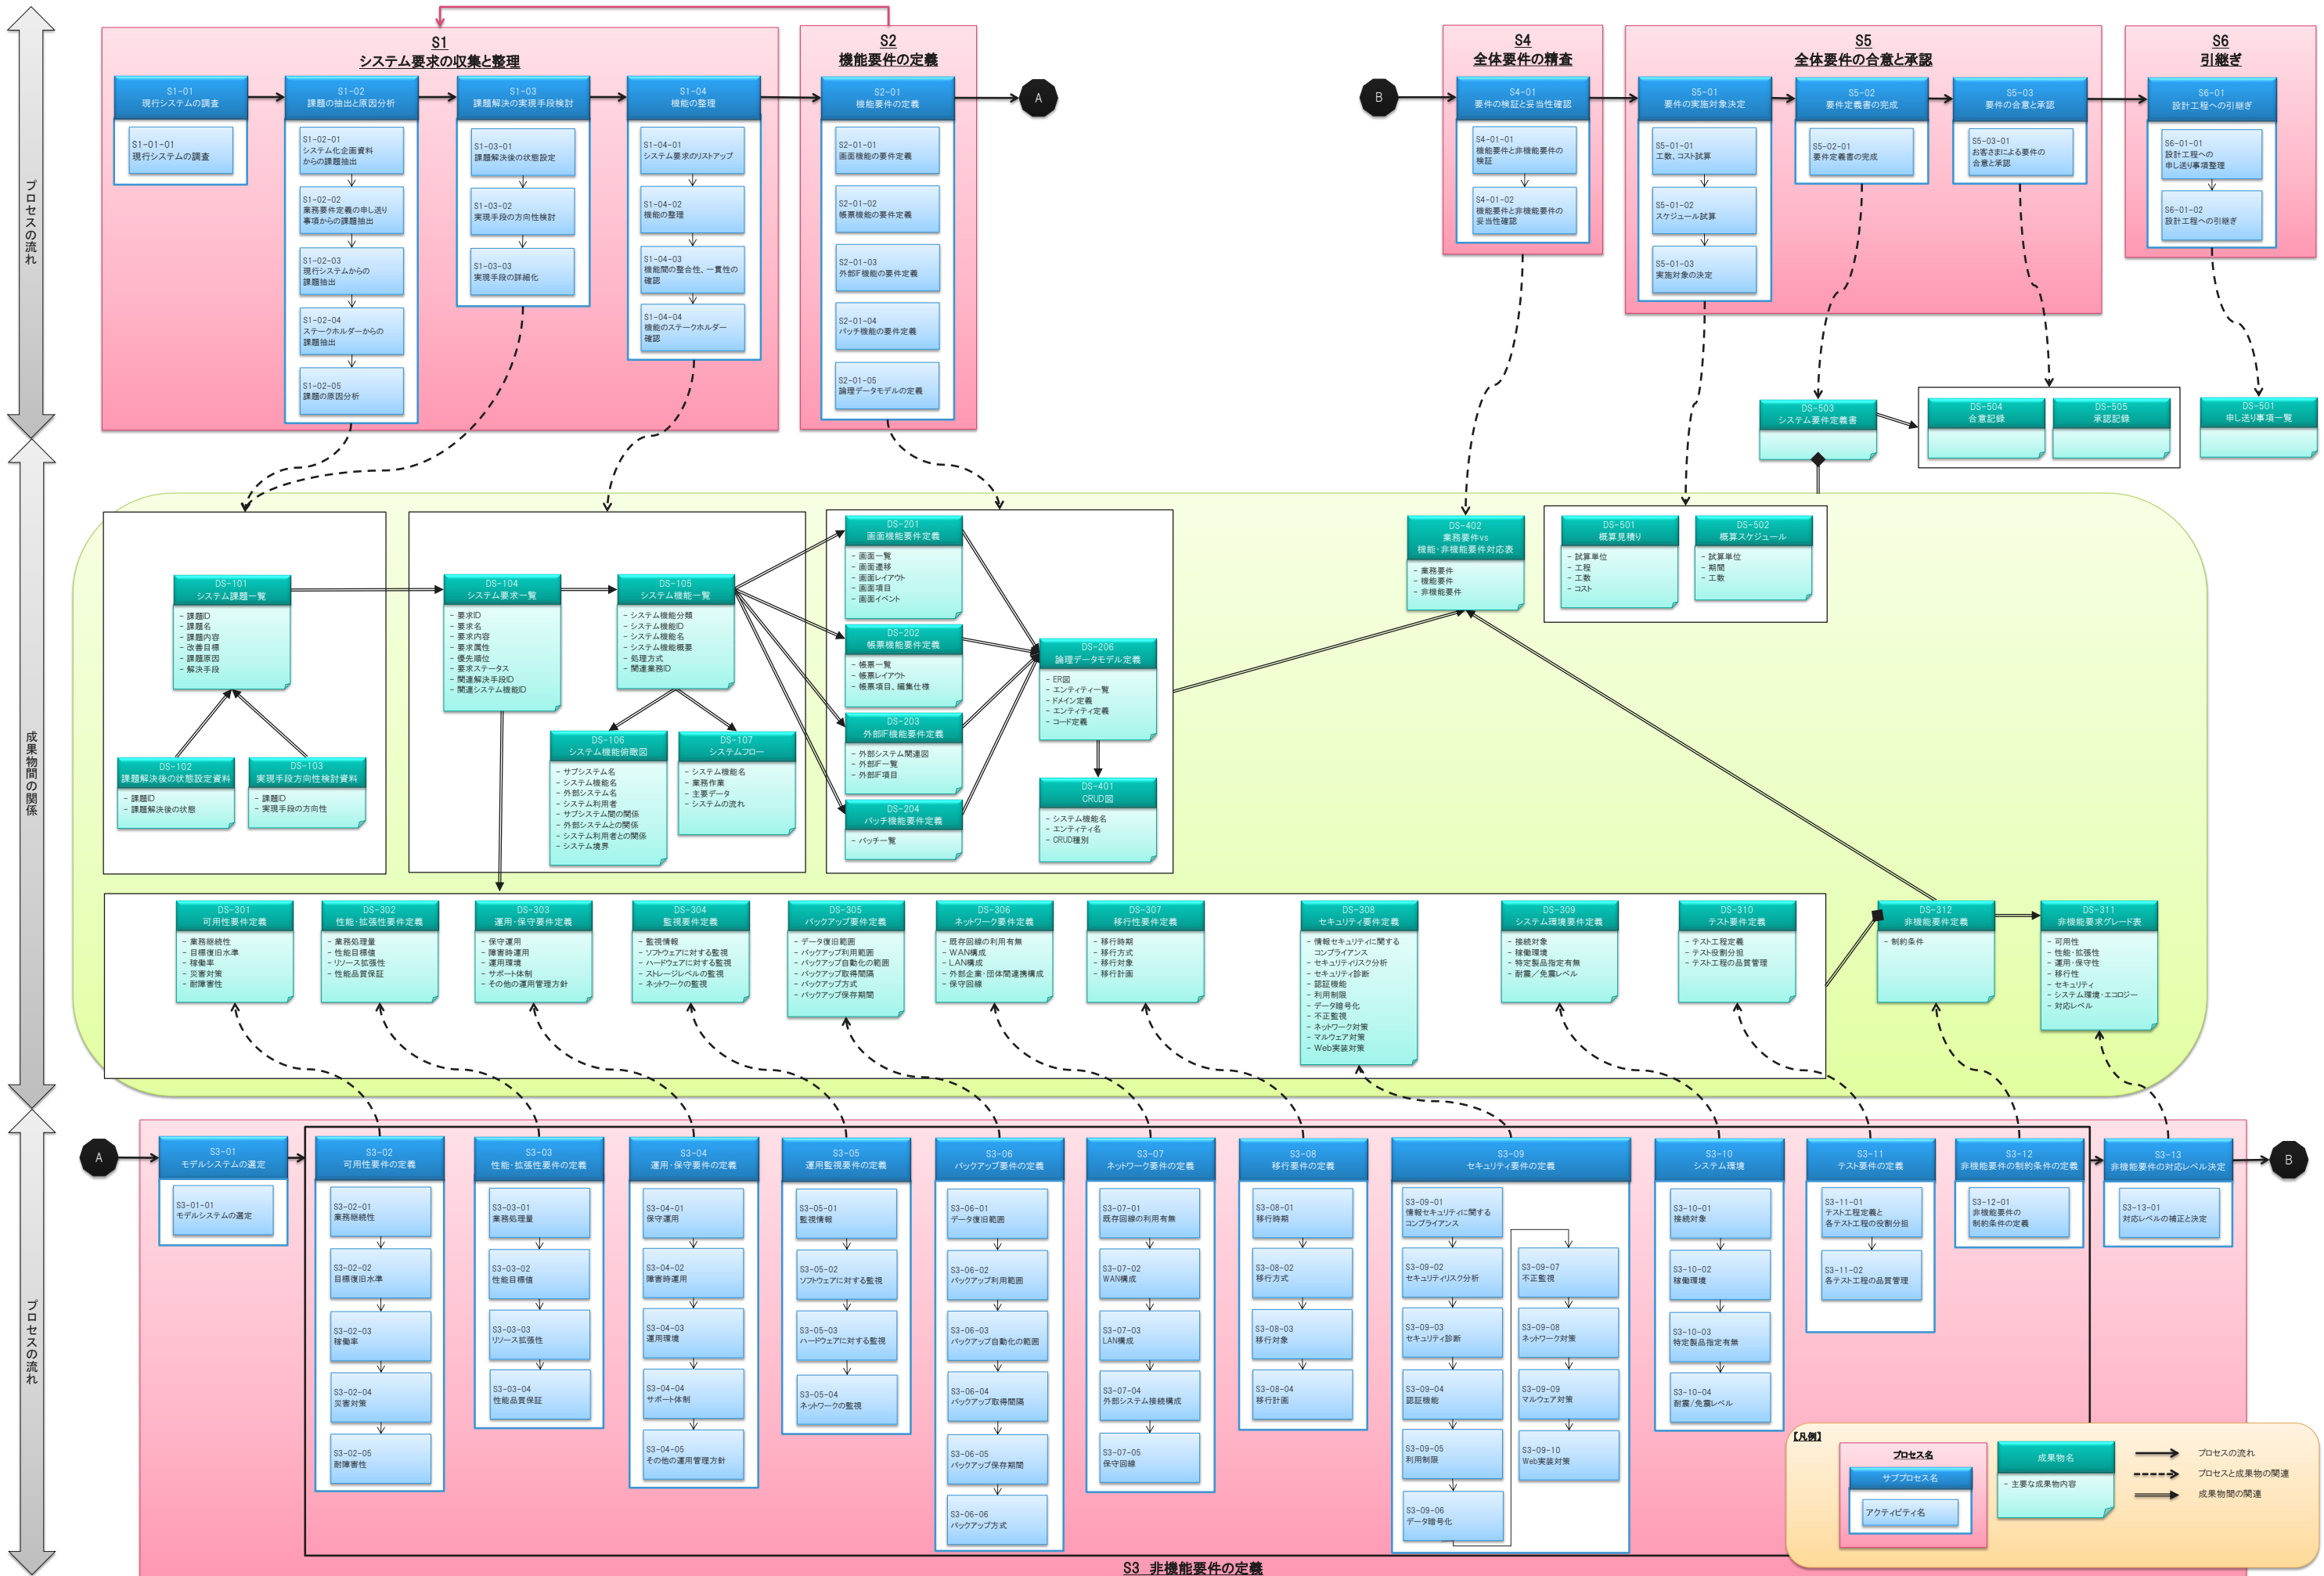 プロセスの流れ
S1
システム要求の収集と整理
S1-01
現行システムの調査
S1-01-01
現行システムの調査
S1-02
課題の抽出と原因分析
S1-02-01
システム化企画資料
からの課題抽出
S1-02-02
業務要件定義の申し送り
事項からの課題抽出
S1-02-03
現行システムからの
課題抽出
S1-02-04
ステークホルダーからの
課題抽出
S1-02-05
課題の原因分析
S1-03
課題解決の実現手段検討
S1-03-01
課題解決後の状態設定
S1-03-02
実現手段の方向性検討
S1-03-03
実現手段の詳細化
S1-04
機能の整理
S1-04-01
システム要求のリストアップ
S1-04-02
機能の整理
S1-04-03
機能間の整合性、一貫性の
確認
S1-04-04
機能のステークホルダー
確認
S2
機能要件の定義
S2-01
機能要件の定義
S2-01-01
画面機能の要件定義
S2-01-02
帳票機能の要件定義
S2-01-03
外部IF機能の要件定義
S2-01-04
バッチ機能の要件定義
S2-01-05
論理データモデルの定義
A
B
S4
全体要件の精査
S4-01
要件の検証と妥当性確認
S4-01-01
機能要件と非機能要件の
検証
S4-01-02
機能要件と非機能要件の
妥当性確認
S5
全体要件の合意と承認
S5-01
要件の実施対象決定
S5-01-01
工数、コスト試算
S5-01-02
スケジュール試算
S5-01-03
実施対象の決定
S5-02
要件定義書の完成
S5-02-01
要件定義書の完成
S5-03
要件の合意と承認
S5-03-01
お客さまによる要件の
合意と承認
S6
引継ぎ
S6-01
設計工程への引継ぎ
S6-01-01
設計工程への
申し送り事項整理
S6-01-02
設計工程への引継ぎ
成果物間の関係
DS-503
システム要件定義書
DS-504
合意記録
DS-505
承認記録
DS-501
申し送り事項一覧
DS-101
システム課題一覧
- 課題ID
- 課題名
- 課題内容
- 改善目標
- 課題原因
- 解決手段
DS-102
課題解決後の状態設定資料
- 課題ID
- 課題解決後の状態
DS-103
実現手段方向性検討資料
- 課題ID
- 実現手段の方向性
DS-104
システム要求一覧
- 要求ID
- 要求名
- 要求内容
- 要求属性
- 優先順位
- 要求ステータス
- 関連解決手段ID
- 関連システム機能ID
DS-105
システム機能一覧
- システム機能分類
- システム機能ID
- システム機能名
- システム機能概要
- 処理方式
- 関連業務ID
DS-106
システム機能俯瞰図
- サブシステム名
- システム機能名
- 外部システム名
- システム利用者
- サブシステム間の関係
- 外部システムとの関係
- システム利用者との関係
- システム境界
DS-107
システムフロー
- システム機能名
- 業務作業
- 主要データ
- システムの流れ
DS-201
画面機能要件定義
- 画面一覧
- 画面遷移
- 画面レイアウト
- 画面項目
- 画面イベント
DS-202
帳票機能要件定義
- 帳票一覧
- 帳票レイアウト
- 帳票項目、編集仕様
DS-203
外部IF機能要件定義
- 外部システム関連図
- 外部IF一覧
- 外部IF項目
DS-204
バッチ機能要件定義
- バッチ一覧
DS-206
論理データモデル定義
- ER図
- エンティティ一覧
- ドメイン定義
- エンティティ定義
- コード定義
DS-401
CRUD図
- システム機能名
- エンティティ名
- CRUD種別
DS-402
業務要件vs
機能・非機能要件対応表
- 業務要件
- 機能要件
- 非機能要件
DS-501
概算見積り
- 試算単位
- 工程
- 工数
- コスト
DS-502
概算スケジュール
- 試算単位
- 期間
- 工数
DS-301
可用性要件定義
- 業務継続性
- 目標復旧水準
- 稼働率
- 災害対策
- 耐障害性
DS-302
性能・拡張性要件定義
- 業務処理量
- 性能目標値
- リソース拡張性
- 性能品質保証
DS-303
運用・保守要件定義
- 保守運用
- 障害時運用
- 運用環境
- サポート体制
- その他の運用管理方針
DS-304
監視要件定義
- 監視情報
- ソフトウェアに対する監視
- ハードウェアに対する監視
- ストレージレベルの監視
- ネットワークの監視
DS-305
バックアップ要件定義
- データ復旧範囲
- バックアップ利用範囲
- バックアップ自動化の範囲
- バックアップ取得間隔
- バックアップ方式
- バックアップ保存期間
DS-306
ネットワーク要件定義
- 既存回線の利用有無
- WAN構成
- LAN構成
- 外部企業・団体間連携構成
- 保守回線
DS-307
移行性要件定義
- 移行時期
- 移行方式
- 移行対象
- 移行計画
DS-308
セキュリティ要件定義
- 情報セキュリティに関する
コンプライアンス
- セキュリティリスク分析
- セキュリティ診断
- 認証機能
- 利用制限
- データ暗号化
- 不正監視
- ネットワーク対策
- マルウェア対策
- Web実装対策
DS-309
システム環境要件定義
- 接続対象
- 稼働環境
- 特定製品指定有無
- 耐震／免震レベル
DS-310
テスト要件定義
- テスト工程定義
- テスト役割分担
- テスト工程の品質管理
DS-312
非機能要件定義
- 制約条件
DS-311
非機能要求グレード表
- 可用性
- 性能・拡張性
- 運用・保守性
- 移行性
- セキュリティ
- システム環境・エコロジー
- 対応レベル
プロセスの流れ
A
S3-01
モデルシステムの選定
S3-01-01
モデルシステムの選定
S3-02
可用性要件の定義
S3-02-01
業務継続性
S3-02-02
目標復旧水準
S3-02-03
稼働率
S3-02-04
災害対策
S3-02-05
耐障害性
S3-03
性能・拡張性要件の定義
S3-03-01
業務処理量
S3-03-02
性能目標値
S3-03-03
リソース拡張性
S3-03-04
性能品質保証
S3-04
運用・保守要件の定義
S3-04-01
保守運用
S3-04-02
障害時運用
S3-04-03
運用環境
S3-04-04
サポート体制
S3-04-05
その他の運用管理方針
S3-05
運用監視要件の定義
S3-05-01
監視情報
S3-05-02
ソフトウェアに対する監視
S3-05-03
ハードウェアに対する監視
S3-05-04
ネットワークの監視
S3-06
バックアップ要件の定義
S3-06-01
データ復旧範囲
S3-06-02
バックアップ利用範囲
S3-06-03
バックアップ自動化の範囲
S3-06-04
バックアップ取得間隔
S3-06-05
バックアップ保存期間
S3-06-06
バックアップ方式
S3-07
ネットワーク要件の定義
S3-07-01
既存回線の利用有無
S3-07-02
WAN構成
S3-07-03
LAN構成
S3-07-04
外部システム接続構成
S3-07-05
保守回線
S3-08
移行要件の定義
S3-08-01
移行時期
S3-08-02
移行方式
S3-08-03
移行対象
S3-08-04
移行計画
S3-09
セキュリティ要件の定義
S3-09-01
情報セキュリティに関する
コンプライアンス
S3-09-02
セキュリティリスク分析
S3-09-03
セキュリティ診断
S3-09-04
認証機能
S3-09-05
利用制限
S3-09-06
データ暗号化
S3-09-07
不正監視
S3-09-08
ネットワーク対策
S3-09-09
マルウェア対策
S3-09-10
Web実装対策
S3-10
システム環境
S3-10-01
接続対象
S3-10-02
稼働環境
S3-10-03
特定製品指定有無
S3-10-04
耐震/免震レベル
S3-11
テスト要件の定義
S3-11-01
テスト工程定義と
各テスト工程の役割分担
S3-11-02
各テスト工程の品質管理
S3-12
非機能要件の制約条件の定義
S3-12-01
非機能要件の
制約条件の定義
S3-13
非機能要件の対応レベル決定
S3-13-01
対応レベルの補正と決定
B
【凡例】
プロセス名
サブプロセス名
アクティビティ名
成果物名
- 主要な成果物内容
プロセスの流れ
プロセスと成果物の関連
成果物間の関連
S3 非機能要件の定義